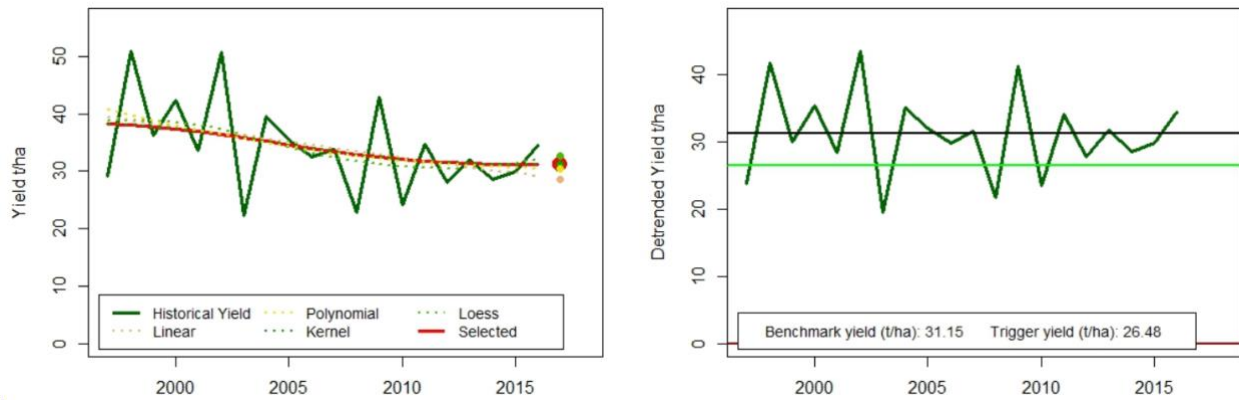 Yield t/ha
50
40
30
20
10
0
Historical Yield Polynomial Loess
Linear Kernel Selected
2000 2005 2010 2015
Detrended Yield t/ha
40
30
20
10
0
Benchmark yield (t/ha): 31.15 Trigger yield (t/ha): 26.48
2000 2005 2010 2015